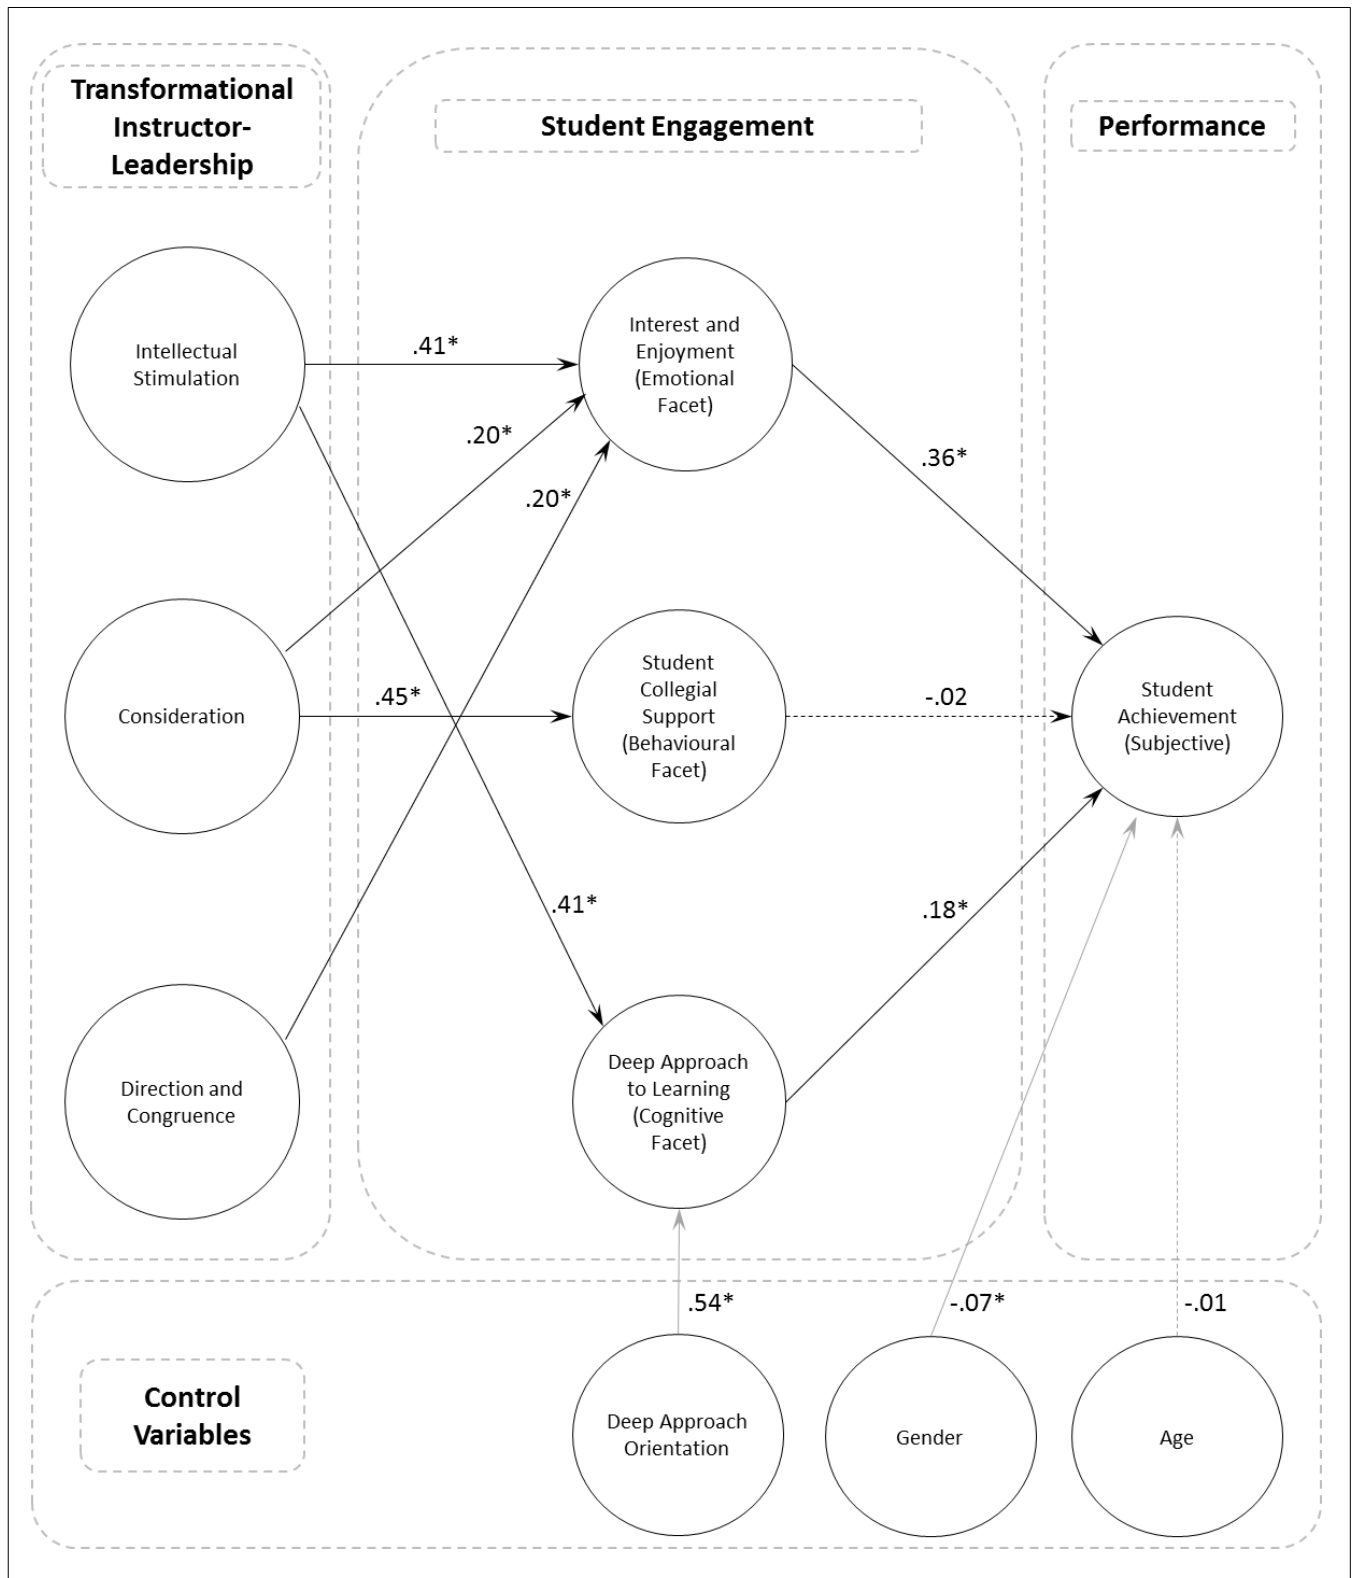 Transformational
Instructor-
Leadership
Student Engagement
Performance
Intellectual
Stimulation
.41*
Interest and
Enjoyment
(Emotional
Facet)
.20*
.20*
.36*
Consideration
.45*
Student
Collegial
Support
(Behavioural
Facet)
-.02
Student
Achievement
(Subjective)
.41*
.18*
Direction and
Congruence
Deep Approach
to Learning
(Cognitive
Facet)
.54*
-.07*
-.01
Control
Variables
Deep Approach
Orientation
Gender
Age